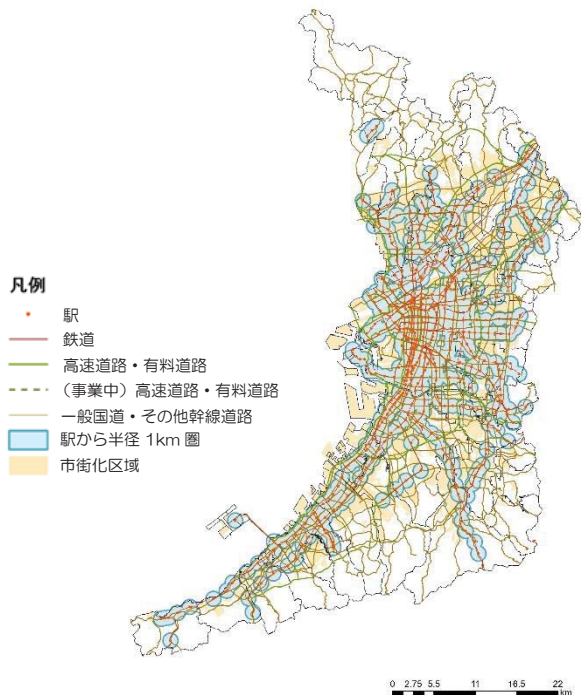 凡例
駅
鉄道
高速道路・有料道路
（事業中）高速道路・有料道路
一般国道・その他幹線道路
駅から半径 1km 圏
市街化区域
0 2.75 5.5 11 16.5 22
km